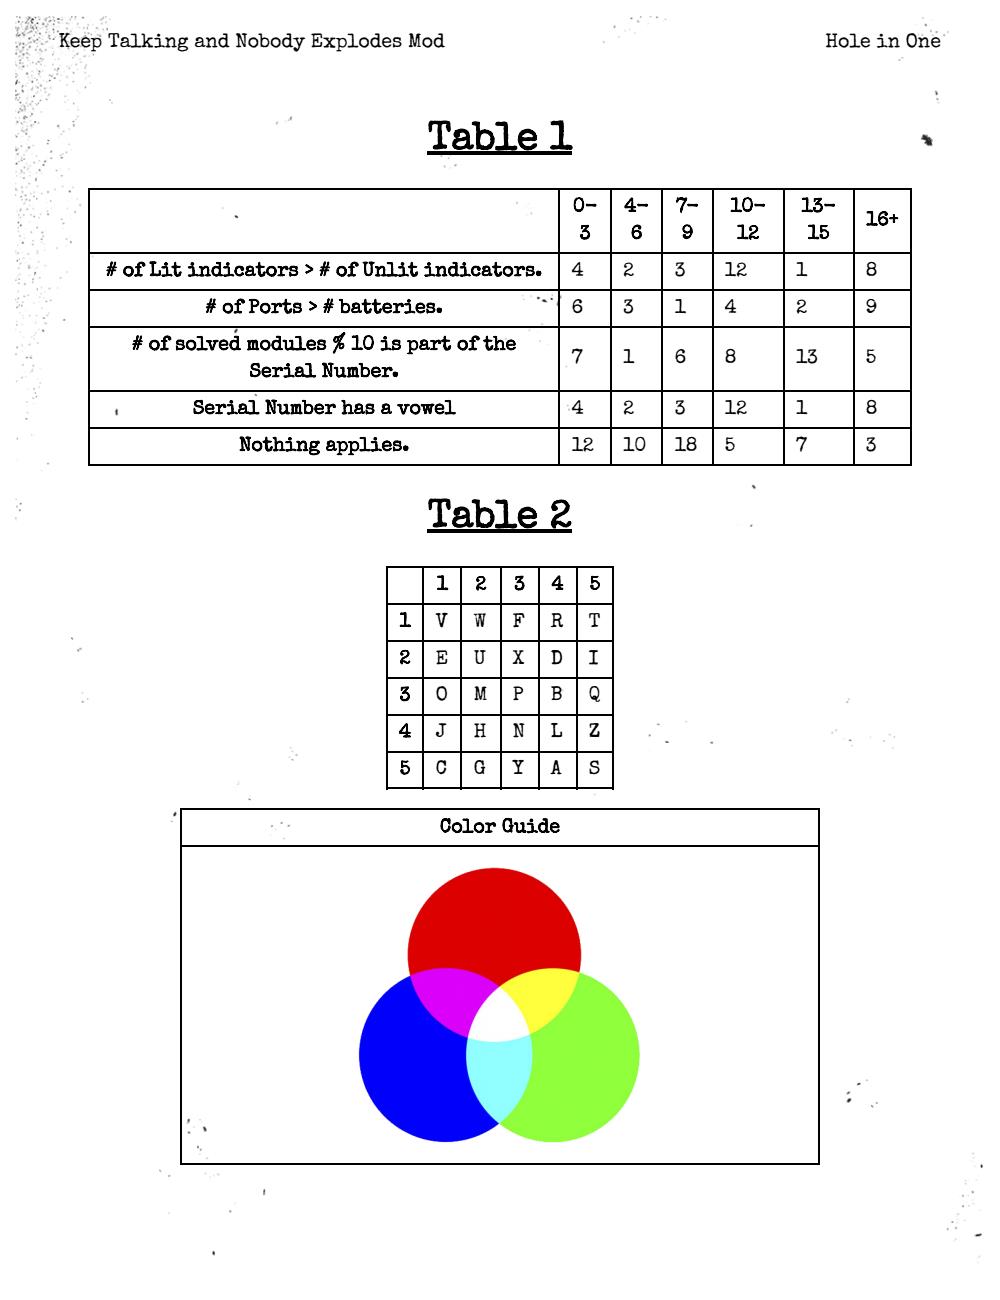 Keep Talking and Nobody Explodes Mod Hole in One
Table 1
0-3 4-6 7-9 10-12 13-15 16+
# of Lit indicators > # of Unlit indicators. 4 2 3 12 1 8
# of Ports > # batteries. 6 3 1 4 2 9
# of solved modules % 10 is part of the
Serial Number. 7 1 6 8 13 5
Serial Number has a vowel 4 2 3 12 1 8
Nothing applies. 12 10 18 5 7 3
Table 2
1 2 3 4 5
1 V W F R T
2 E U X D I
3 O M P B Q
4 J H N L Z
5 C G Y A S
Color Guide